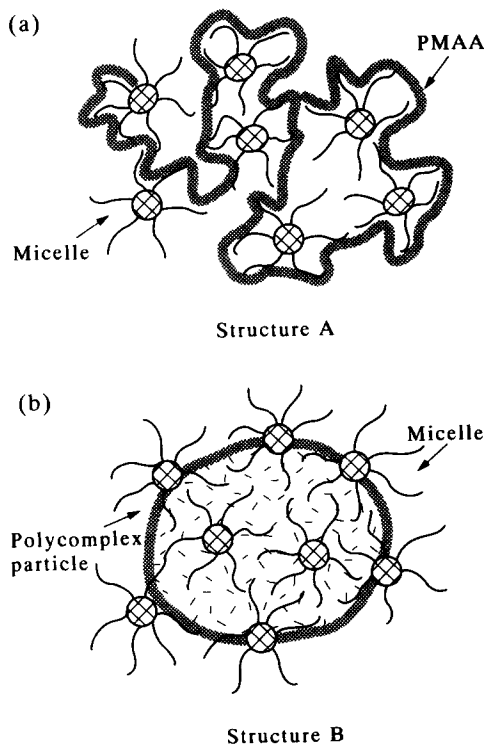 (a)
PMAA
Micelle
Structure A
(b)
Micelle
Polycomplex
particle
Structure B